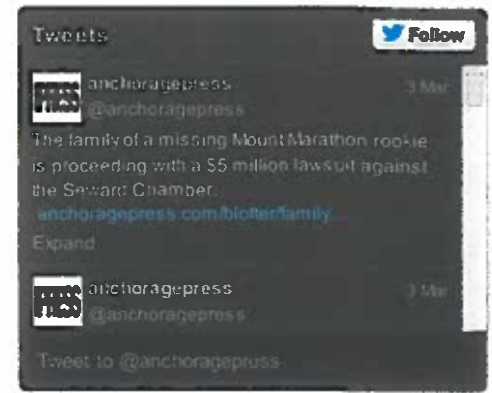 Tweets
Follow
anchoragepress 3 Mar
@anchoragepress
The family of a missing Mount Marathon rookie
is proceeding with a $5 million lawsuit against
the Seward Chamber.
anchoragepress.com/blotter/family...
Expand
anchoragepress 3 Mar
@anchoragepress
Tweet to @anchoragepress